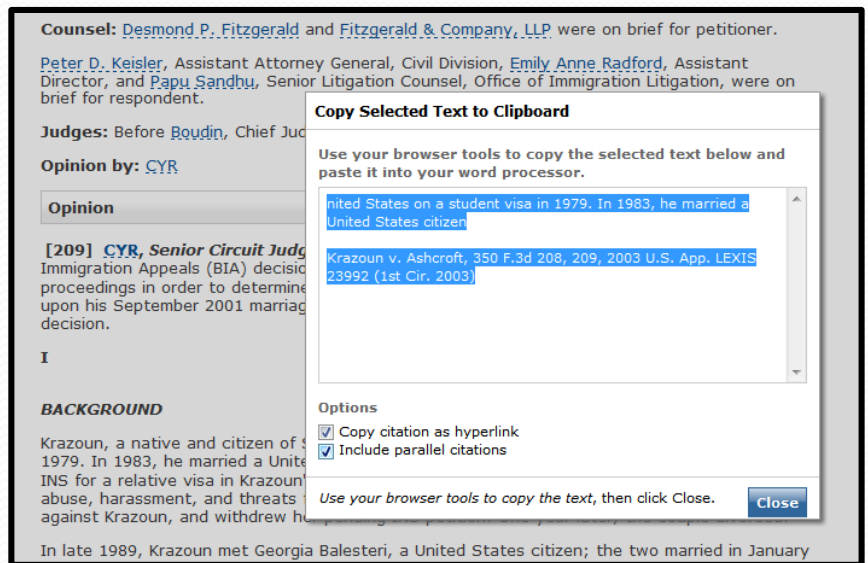 Counsel: Desmond P. Fitzgerald and Fitzgerald & Company, LLP were on brief for petitioner.
Peter D. Keisler, Assistant Attorney General, Civil Division, Emily Anne Radford, Assistant
Director, and Papu Sandhu, Senior Litigation Counsel, Office of Immigration Litigation, were on
brief for respondent.
Judges: Before Boudin, Chief Jud
Opinion by: CYR
Opinion
[209] CYR, Senior Circuit Judg
Immigration Appeals (BIA) decisio
proceedings in order to determine
upon his September 2001 marriag
decision.
I
BACKGROUND
Krazoun, a native and citizen of S
1979. In 1983, he married a Unite
INS for a relative visa in Krazoun'
abuse, harassment, and threats
against Krazoun, and withdrew he
In late 1989, Krazoun met Georgia Balesteri, a United States citizen; the two married in January
Copy Selected Text to Clipboard
Use your browser tools to copy the selected text below and
paste it into your word processor.
nited States on a student visa in 1979. In 1983, he married a
United States citizen
Krazoun v. Ashcroft, 350 F.3d 208, 209, 2003 U.S. App. LEXIS
23992 (1st Cir. 2003)
Options
Copy citation as hyperlink
Include parallel citations
Use your browser tools to copy the text, then click Close.
Close